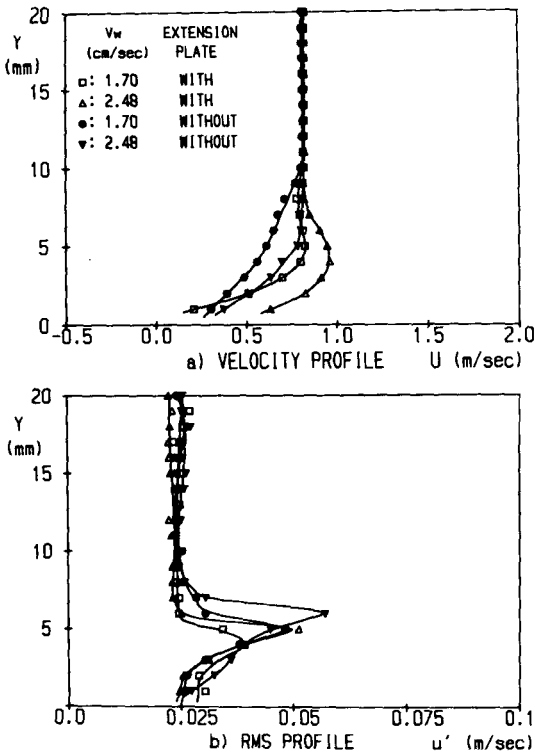 20
Y
(mm)
15
10
5
0
Vw EXTENSION
(cm/sec) PLATE
□: 1.70 WITH
△: 2.48 WITH
●: 1.70 WITHOUT
▼: 2.48 WITHOUT
-0.5 0.0 0.5 1.0 1.5 2.0
a) VELOCITY PROFILE U (m/sec)
20
Y
(mm)
15
10
5
0
0.0 0.025 0.05 0.075 0.1
b) RMS PROFILE u' (m/sec)